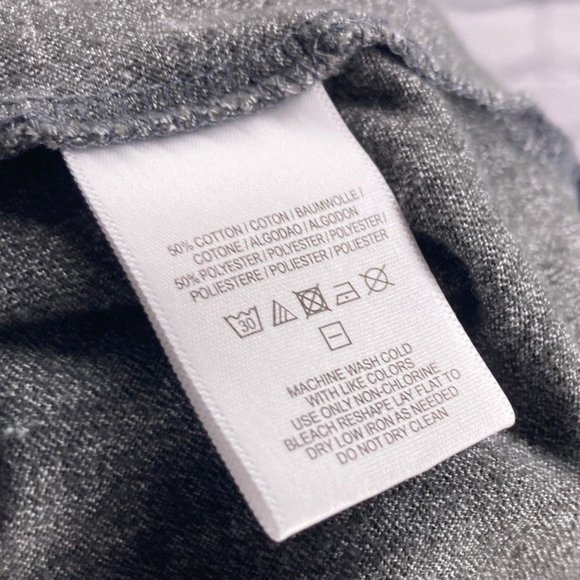 50% COTTON / COTON / BAUMWOLLE /
COTONE / ALGODAO / ALGODON
50% POLYESTER / POLYESTER / POLYESTER /
POLIESTERE / POLIESTER / POLIESTER
30
MACHINE WASH COLD
WITH LIKE COLORS
USE ONLY NON-CHLORINE
BLEACH RESHAPE LAY FLAT TO
DRY LOW IRON AS NEEDED
DO NOT DRY CLEAN